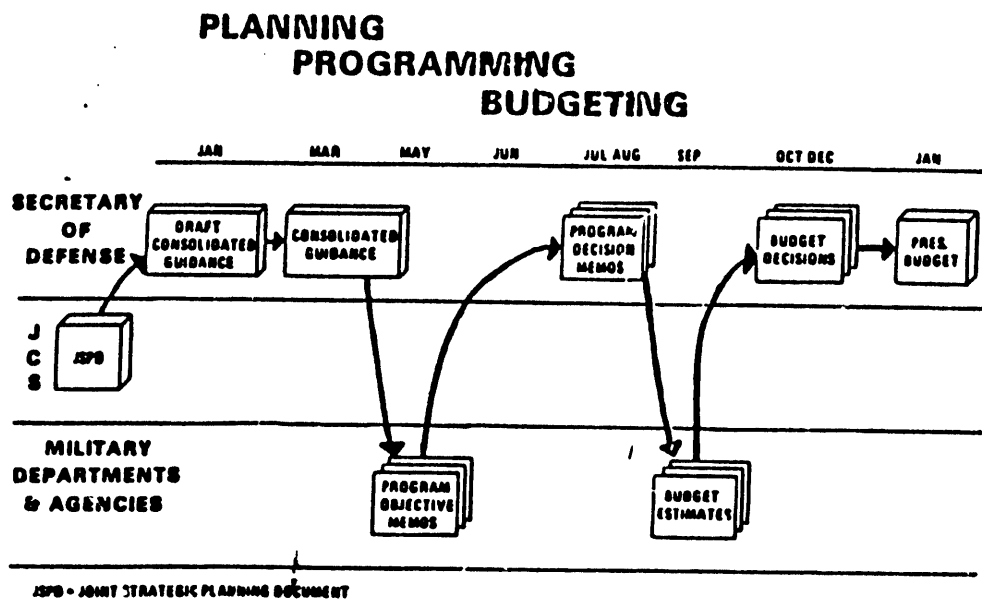 PLANNING
PROGRAMMING
BUDGETING
JAN MAR MAY JUN JUL AUG SEP OCT DEC JAN
SECRETARY
OF
DEFENSE
DRAFT
CONSOLIDATED
GUIDANCE
CONSOLIDATED
GUIDANCE
PROGRAM
DECISION
MEMOS
BUDGET
DECISIONS
PRES.
BUDGET
J
C
S
JSPD
MILITARY
DEPARTMENTS
& AGENCIES
PROGRAM
OBJECTIVE
MEMOS
BUDGET
ESTIMATES
JSPD = JOINT STRATEGIC PLANNING DOCUMENT